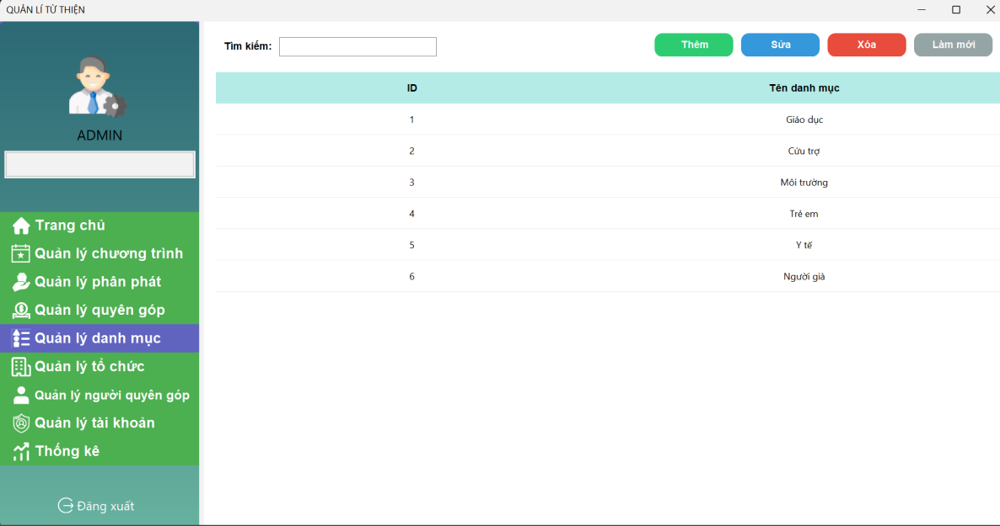 QUẢN LÍ TỪ THIỆN
ADMIN
Trang chủ
Quản lý chương trình
Quản lý phân phát
Quản lý quyên góp
Quản lý danh mục
Quản lý tổ chức
Quản lý người quyên góp
Quản lý tài khoản
Thống kê
Đăng xuất
Tìm kiếm:
Thêm Sửa Xóa Làm mới
ID Tên danh mục
1 Giáo dục
2 Cứu trợ
3 Môi trường
4 Trẻ em
5 Y tế
6 Người già